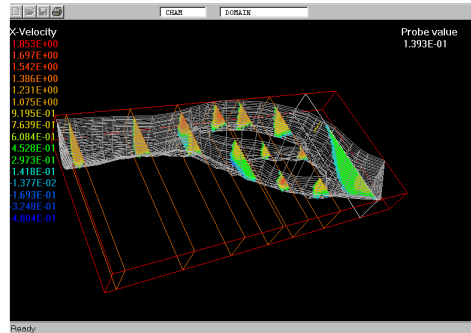 CHAM DOMAIN
X-Velocity
1.853E+00
1.697E+00
1.542E+00
1.386E+00
1.231E+00
1.075E+00
9.195E-01
7.639E-01
6.084E-01
4.528E-01
2.973E-01
1.418E-01
-1.377E-02
-1.693E-01
-3.248E-01
-4.804E-01
Probe value
1.393E-01
Ready